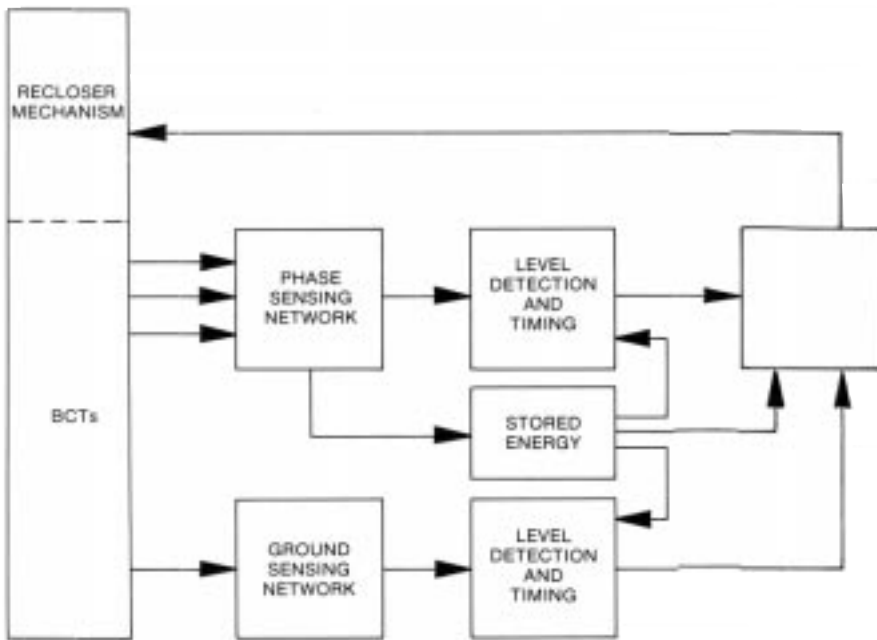 RECLOSER
MECHANISM
PHASE
SENSING
NETWORK
LEVEL
DETECTION
AND
TIMING
BCTs
STORED
ENERGY
GROUND
SENSING
NETWORK
LEVEL
DETECTION
AND
TIMING